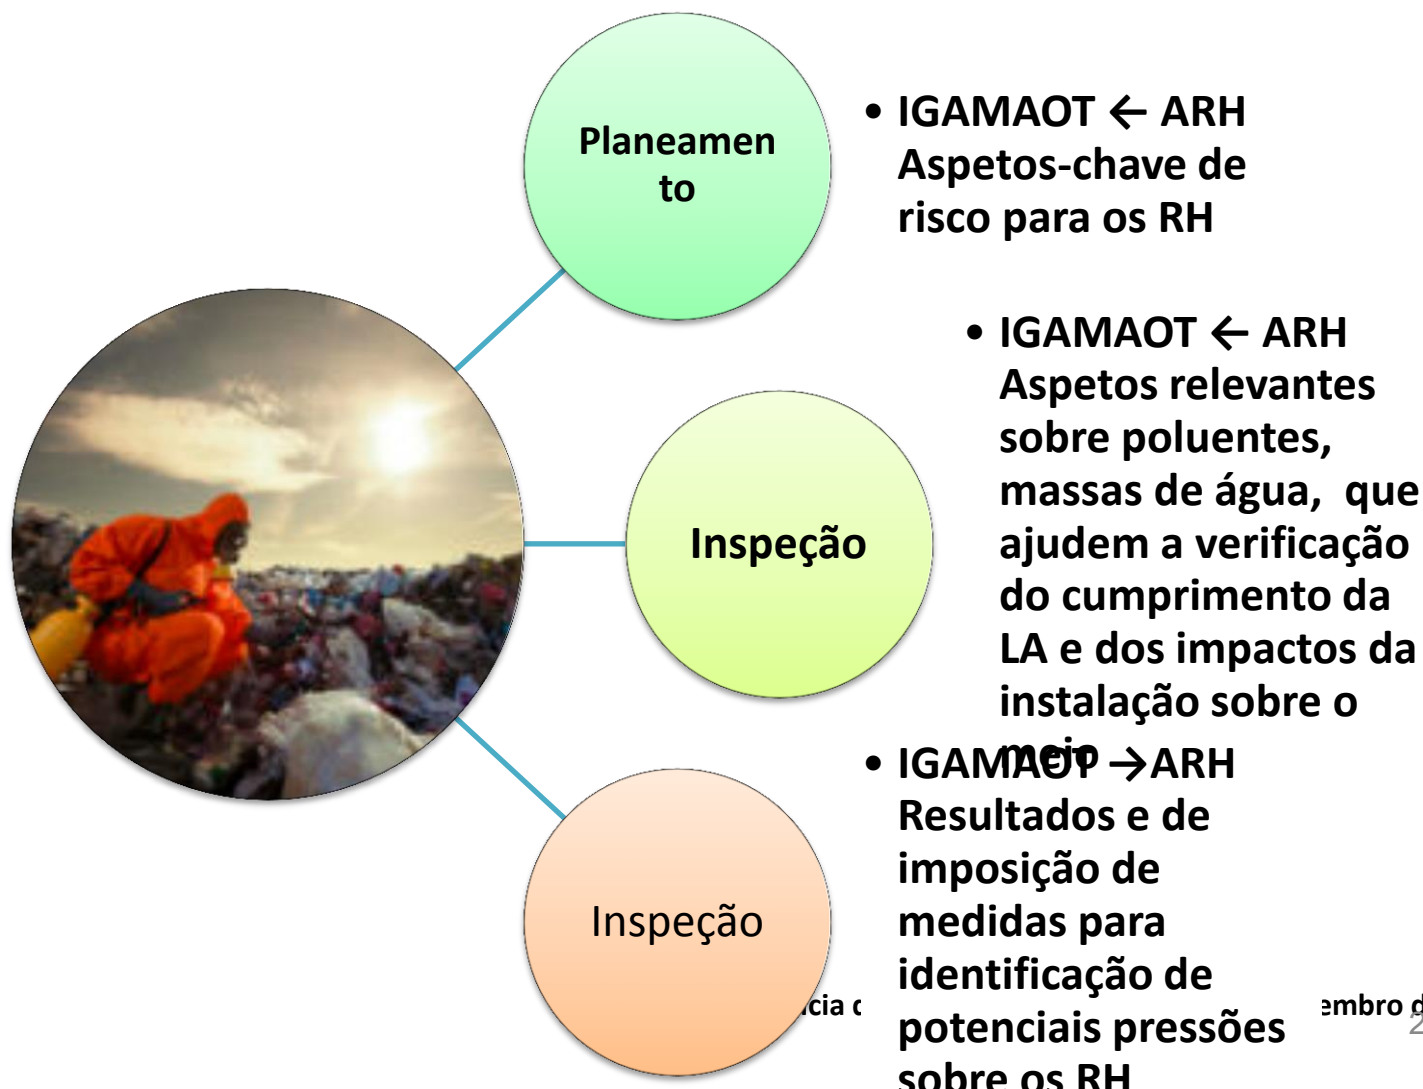 Planeamen
to
• IGAMAOT ← ARH
Aspetos-chave de
risco para os RH
Inspeção
• IGAMAOT ← ARH
Aspetos relevantes
sobre poluentes,
massas de água, que
ajudem a verificação
do cumprimento da
LA e dos impactos da
instalação sobre o
meio
Inspeção
• IGAMAOT →ARH
Resultados e de
imposição de
medidas para
identificação de
potenciais pressões
sobre os RH